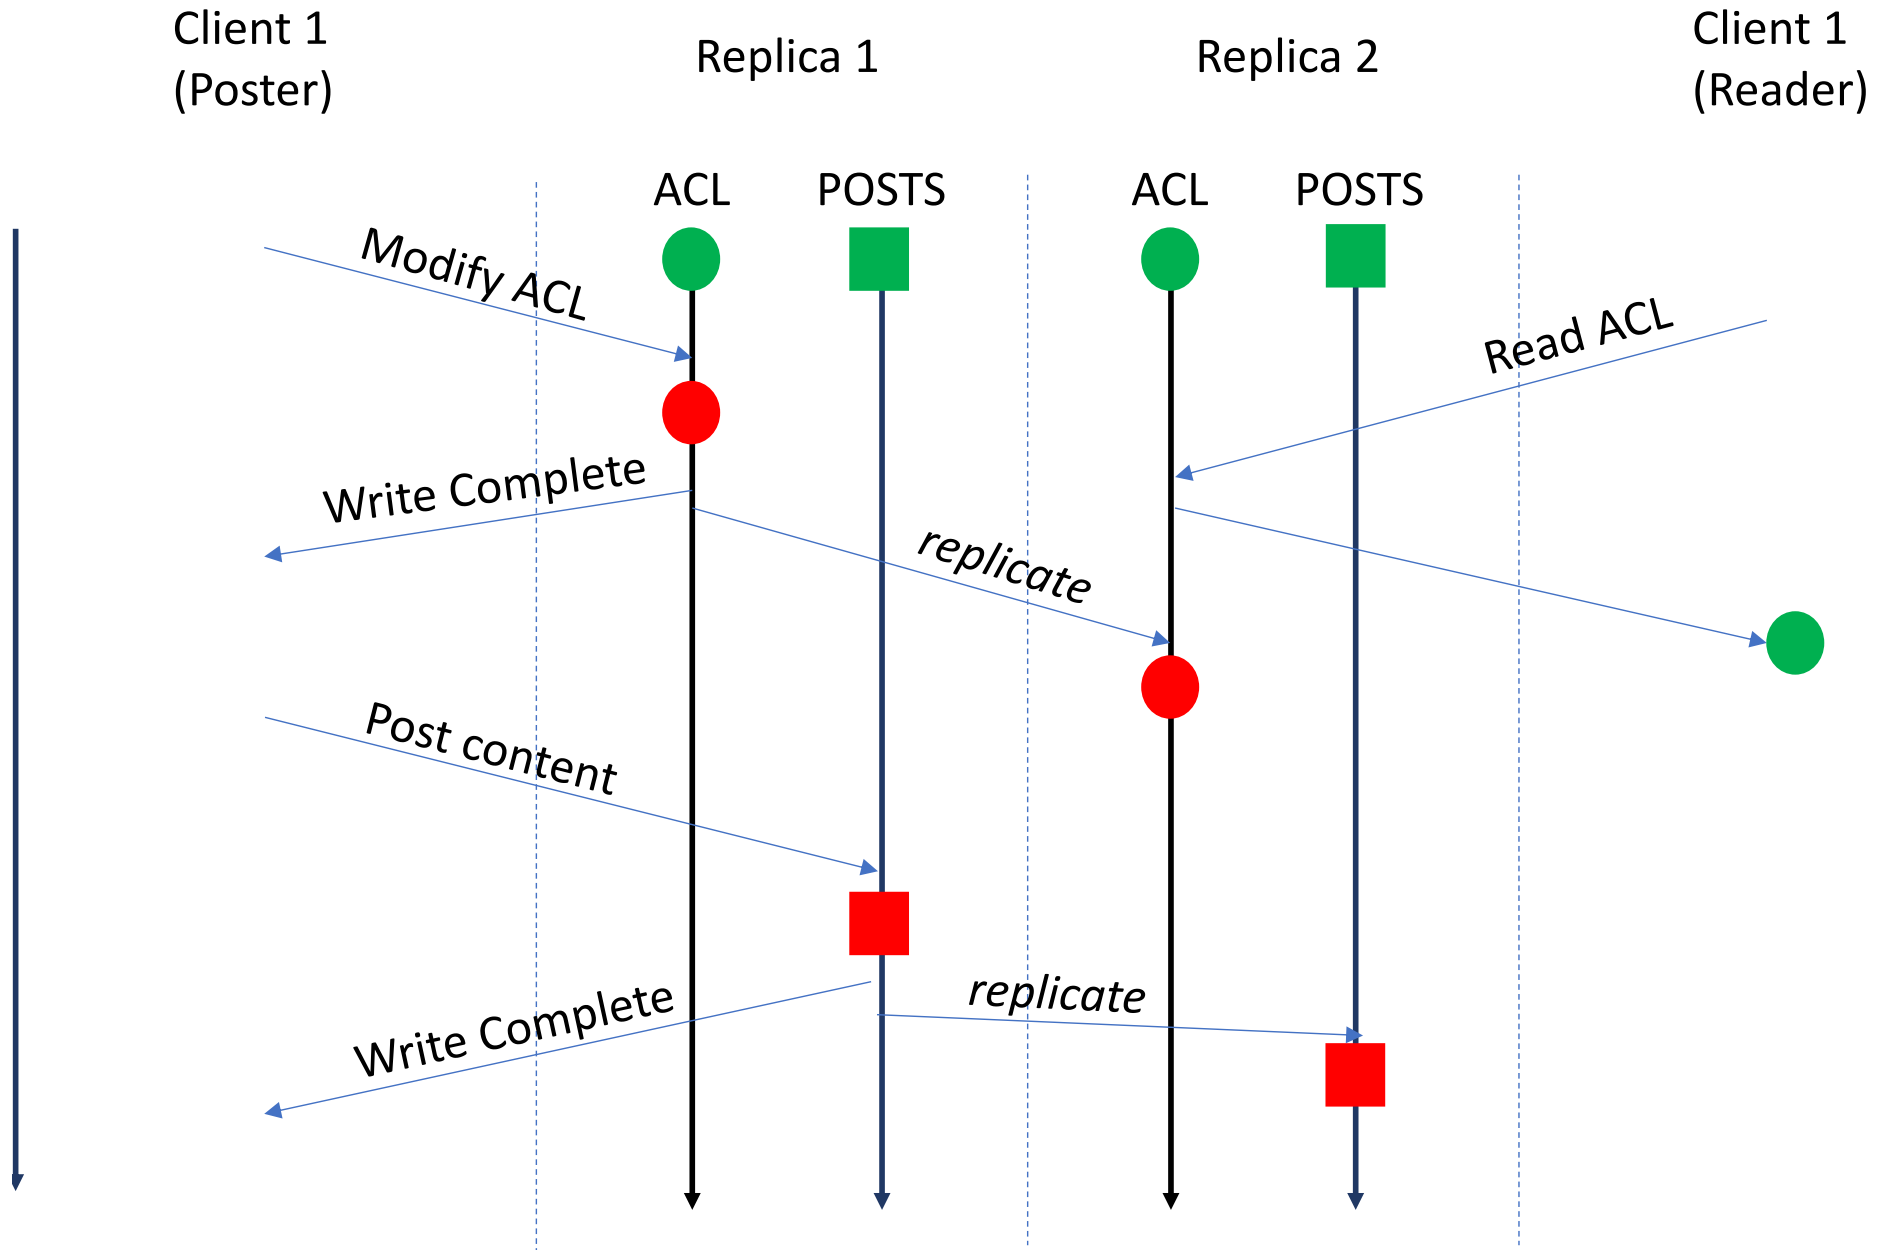 Client 1
(Poster)
Replica 1
Replica 2
Client 1
(Reader)
ACL
POSTS
ACL
POSTS
Modify ACL
Read ACL
Write Complete
replicate
Post content
replicate
Write Complete